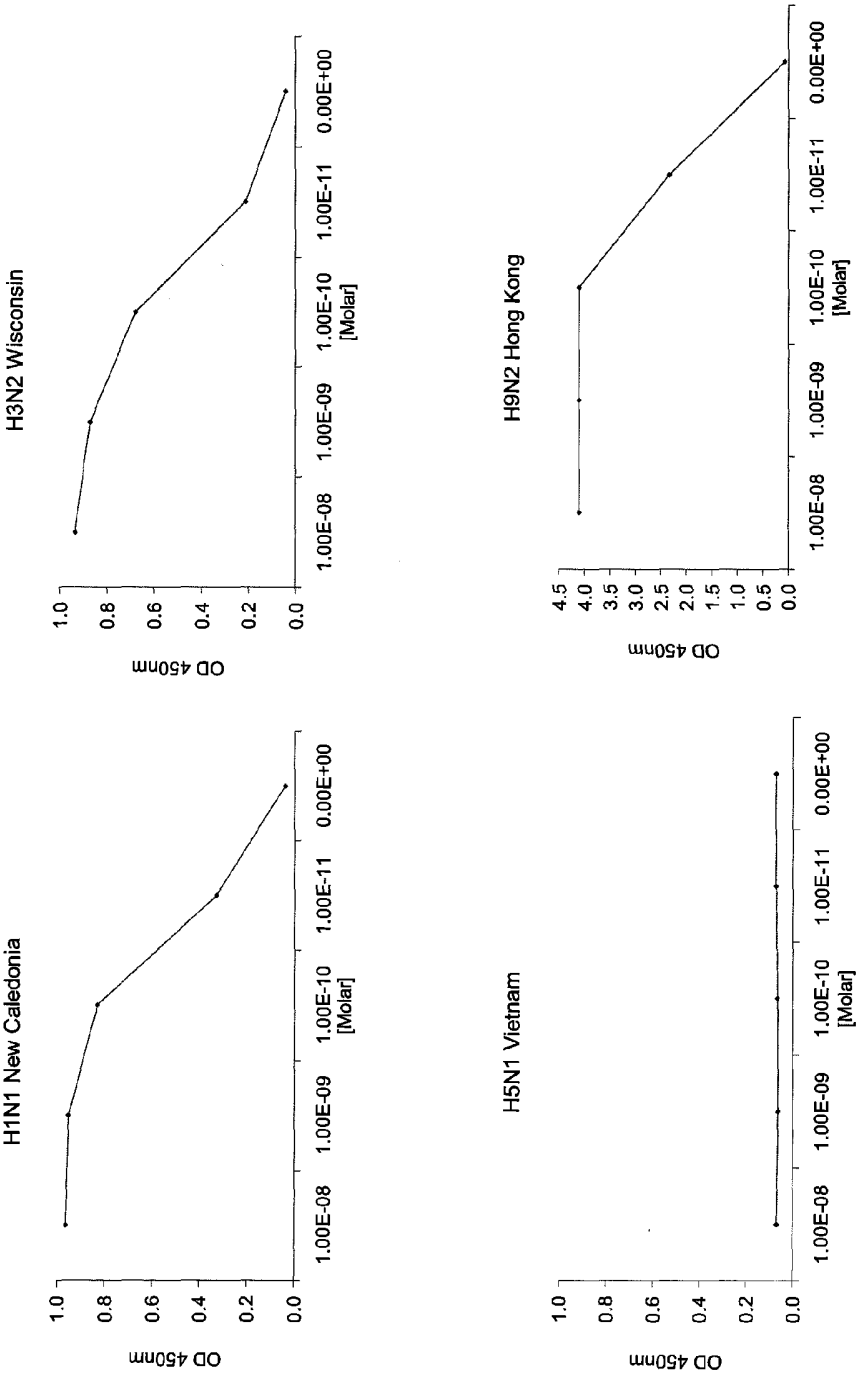 H1N1 New Caledonia
OD 450nm
1.0
0.8
0.6
0.4
0.2
0.0
1.00E-08
1.00E-09
1.00E-10
1.00E-11
0.00E+00
[Molar]
H3N2 Wisconsin
OD 450nm
1.0
0.8
0.6
0.4
0.2
0.0
1.00E-08
1.00E-09
1.00E-10
1.00E-11
0.00E+00
[Molar]
H5N1 Vietnam
OD 450nm
1.0
0.8
0.6
0.4
0.2
0.0
1.00E-08
1.00E-09
1.00E-10
1.00E-11
0.00E+00
[Molar]
H9N2 Hong Kong
OD 450nm
4.5
4.0
3.5
3.0
2.5
2.0
1.5
1.0
0.5
0.0
1.00E-08
1.00E-09
1.00E-10
1.00E-11
0.00E+00
[Molar]